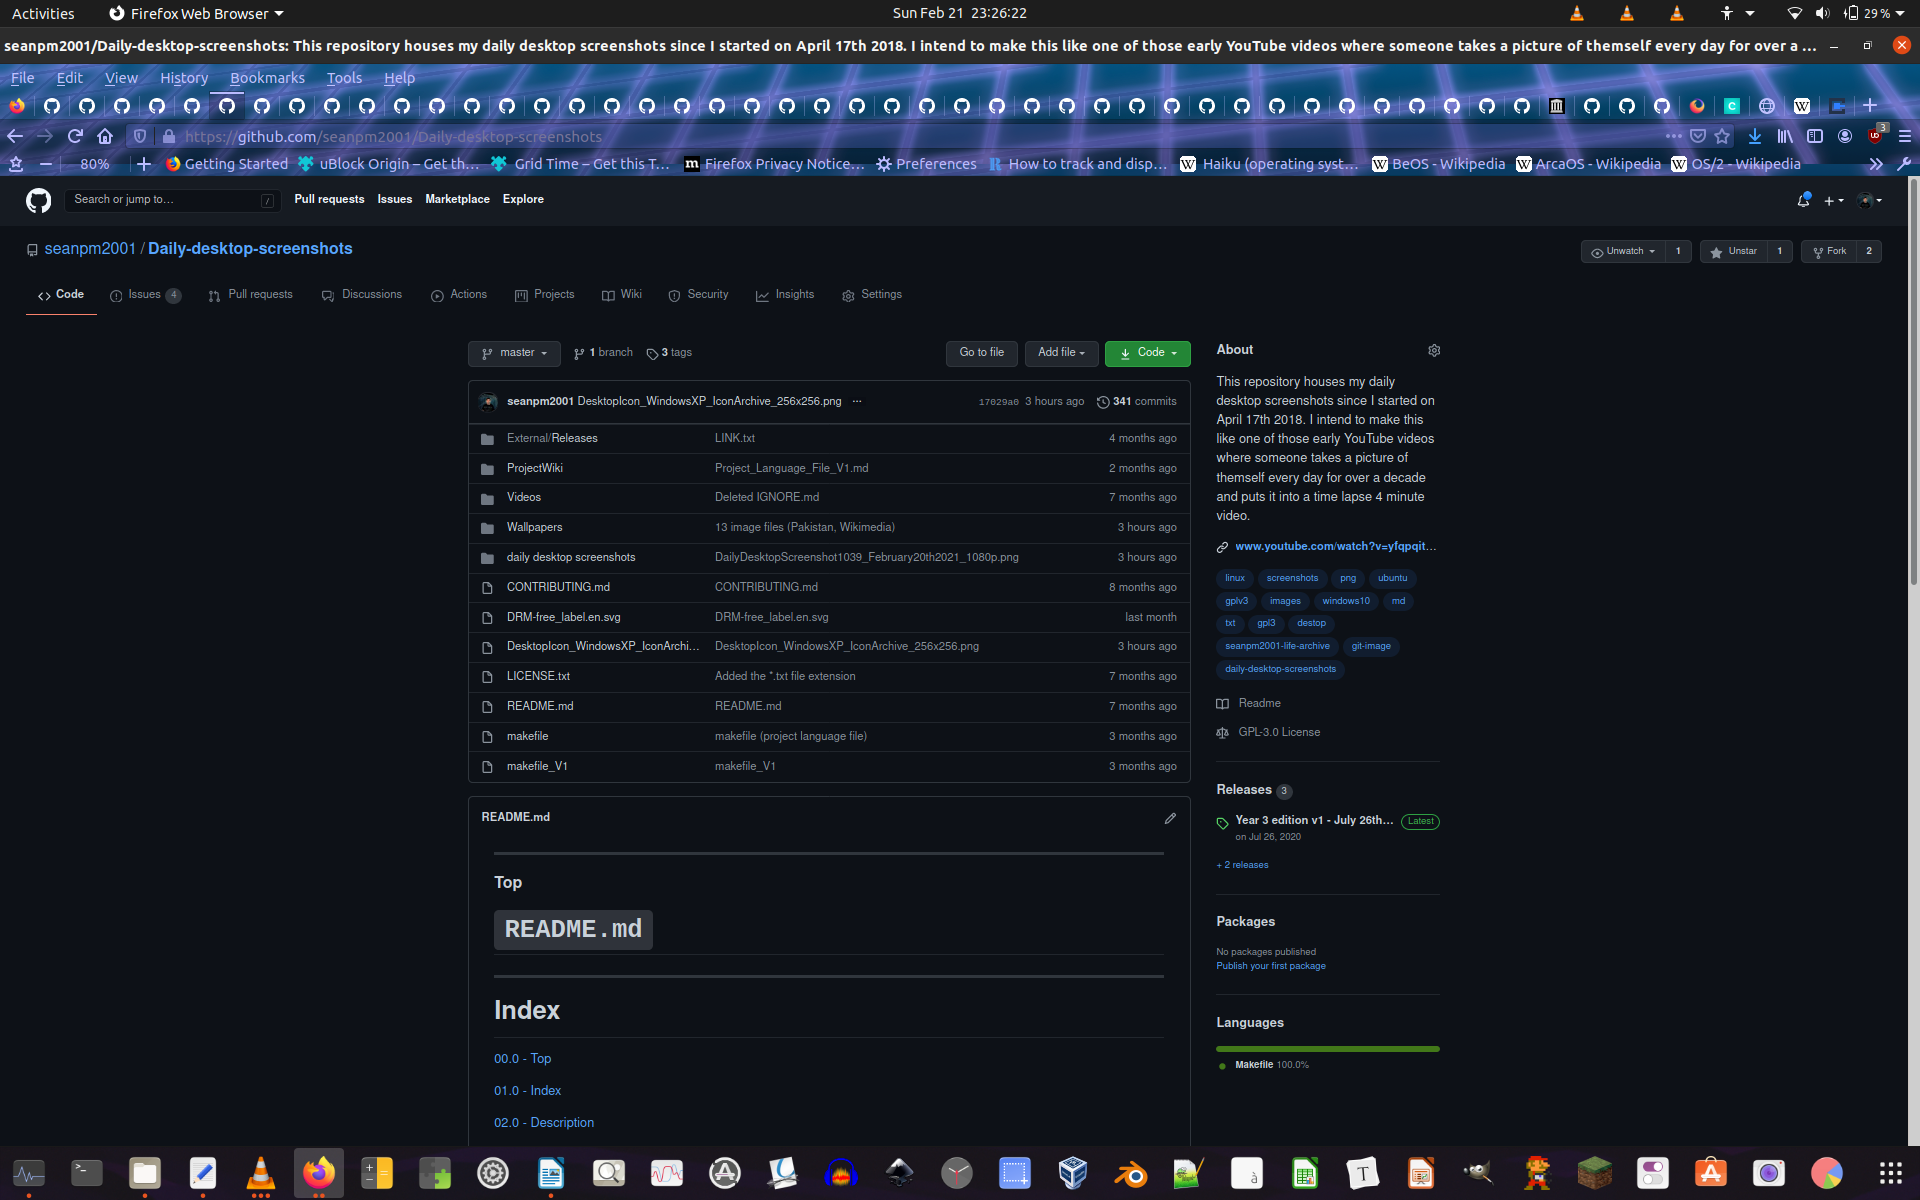 Activities Firefox Web Browser Sun Feb 21 23:26:22 29 %
seanpm2001/Daily-desktop-screenshots: This repository houses my daily desktop screenshots since I started on April 17th 2018. I intend to make this like one of those early YouTube videos where someone takes a picture of themself every day for over a ...
File Edit View History Bookmarks Tools Help
https://github.com/seanpm2001/Daily-desktop-screenshots 3
80% Getting Started uBlock Origin – Get th… Grid Time – Get this T… Firefox Privacy Notice… Preferences How to track and disp… Haiku (operating syst… BeOS - Wikipedia ArcaOS - Wikipedia OS/2 - Wikipedia
Search or jump to… / Pull requests Issues Marketplace Explore
seanpm2001 / Daily-desktop-screenshots
Unwatch 1 Unstar 1 Fork 2
Code Issues 4 Pull requests Discussions Actions Projects Wiki Security Insights Settings
master 1 branch 3 tags Go to file Add file Code
seanpm2001 DesktopIcon_WindowsXP_IconArchive_256x256.png … 17029a0 3 hours ago 341 commits
External/Releases LINK.txt 4 months ago
ProjectWiki Project_Language_File_V1.md 2 months ago
Videos Deleted IGNORE.md 7 months ago
Wallpapers 13 image files (Pakistan, Wikimedia) 3 hours ago
daily desktop screenshots DailyDesktopScreenshot1039_February20th2021_1080p.png 3 hours ago
CONTRIBUTING.md CONTRIBUTING.md 8 months ago
DRM-free_label.en.svg DRM-free_label.en.svg last month
DesktopIcon_WindowsXP_IconArchi… DesktopIcon_WindowsXP_IconArchive_256x256.png 3 hours ago
LICENSE.txt Added the *.txt file extension 7 months ago
README.md README.md 7 months ago
makefile makefile (project language file) 3 months ago
makefile_V1 makefile_V1 3 months ago
README.md
Top
README.md
Index
00.0 - Top
01.0 - Index
02.0 - Description
About
This repository houses my daily
desktop screenshots since I started on
April 17th 2018. I intend to make this
like one of those early YouTube videos
where someone takes a picture of
themself every day for over a decade
and puts it into a time lapse 4 minute
video.
www.youtube.com/watch?v=yfqpqit…
linux screenshots png ubuntu
gplv3 images windows10 md
txt gpl3 destop
seanpm2001-life-archive git-image
daily-desktop-screenshots
Readme
GPL-3.0 License
Releases 3
Year 3 edition v1 - July 26th… Latest
on Jul 26, 2020
+ 2 releases
Packages
No packages published
Publish your first package
Languages
Makefile 100.0%